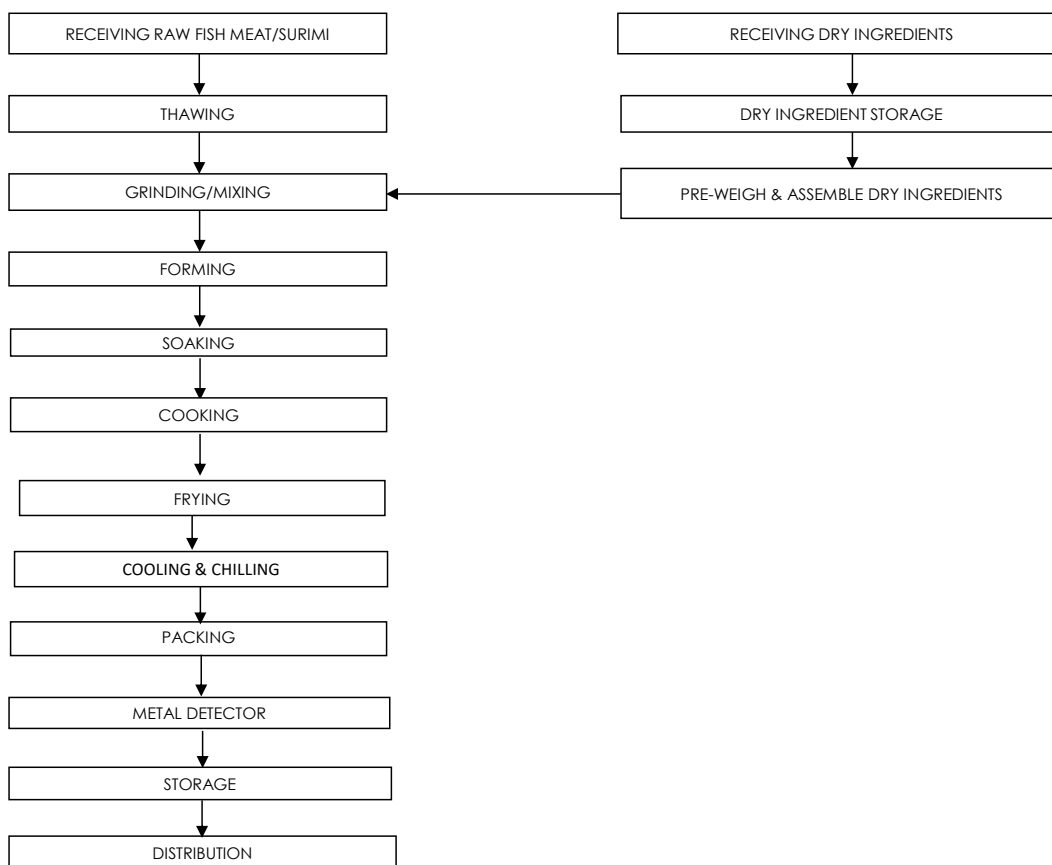 RECEIVING RAW FISH MEAT/SURIMI
RECEIVING DRY INGREDIENTS
THAWING
DRY INGREDIENT STORAGE
GRINDING/MIXING
PRE-WEIGH & ASSEMBLE DRY INGREDIENTS
FORMING
SOAKING
COOKING
FRYING
COOLING & CHILLING
PACKING
METAL DETECTOR
STORAGE
DISTRIBUTION